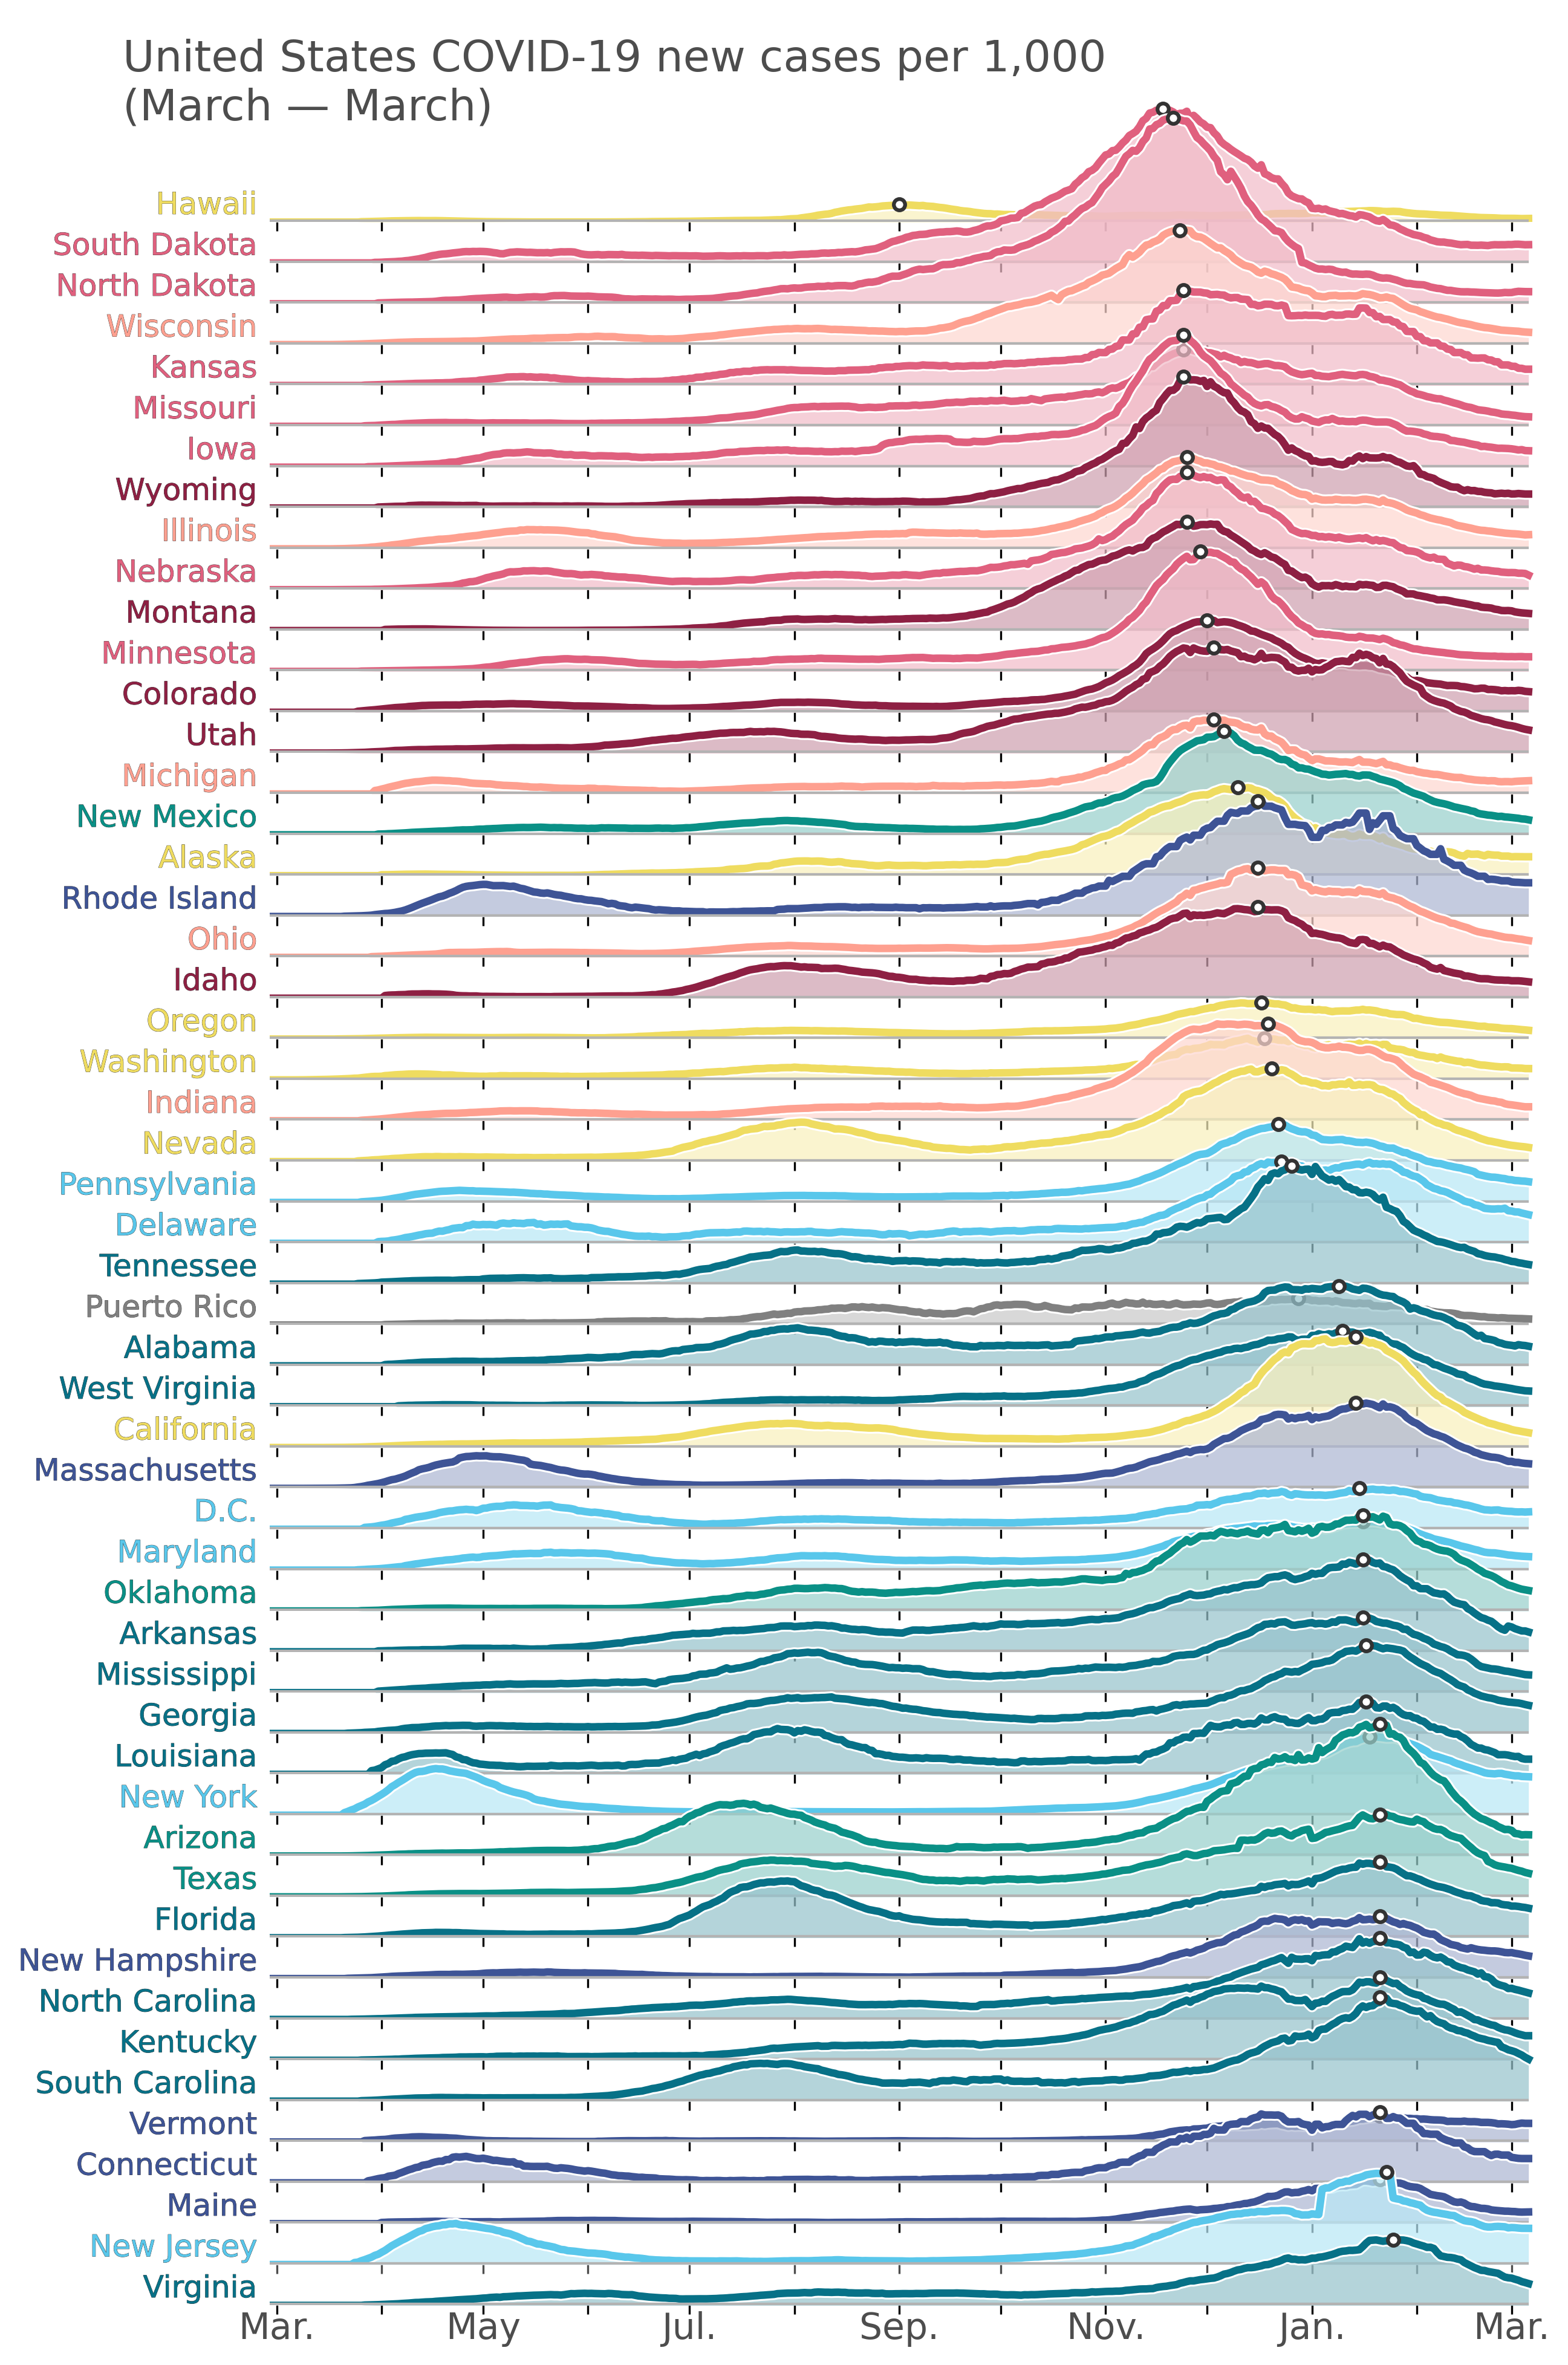 United States COVID-19 new cases per 1,000
(March — March)
Hawaii
South Dakota
North Dakota
Wisconsin
Kansas
Missouri
Iowa
Wyoming
Illinois
Nebraska
Montana
Minnesota
Colorado
Utah
Michigan
New Mexico
Alaska
Rhode Island
Ohio
Idaho
Oregon
Washington
Indiana
Nevada
Pennsylvania
Delaware
Tennessee
Puerto Rico
Alabama
West Virginia
California
Massachusetts
D.C.
Maryland
Oklahoma
Arkansas
Mississippi
Georgia
Louisiana
New York
Arizona
Texas
Florida
New Hampshire
North Carolina
Kentucky
South Carolina
Vermont
Connecticut
Maine
New Jersey
Virginia
Mar. May Jul. Sep. Nov. Jan. Mar.